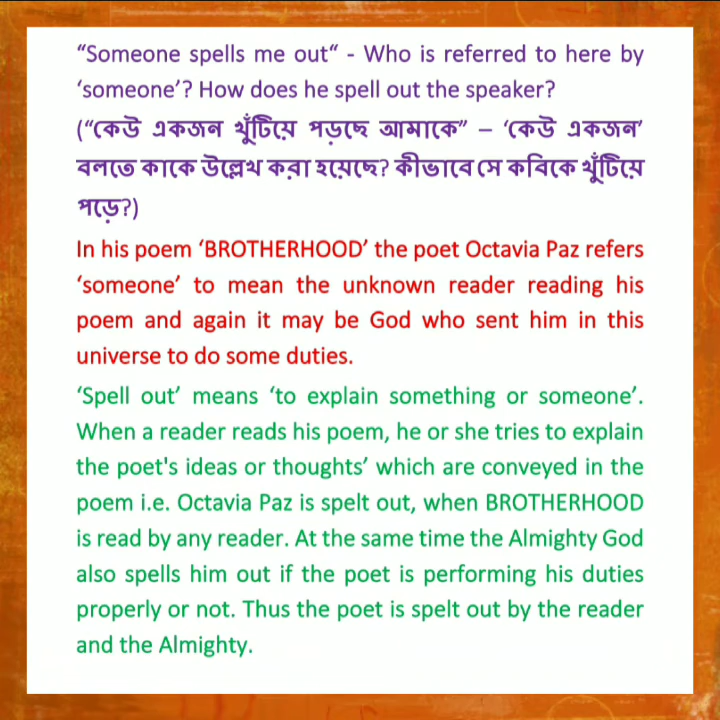 “Someone spells me out“ - Who is referred to here by
‘someone’? How does he spell out the speaker?
(“কেউ একজন খুঁটিয়ে পড়ছে আমাকে” – ‘কেউ একজন’
বলতে কাকে উল্লেখ করা হয়েছে? কীভাবে সে কবিকে খুঁটিয়ে
পড়ে?)
In his poem ‘BROTHERHOOD’ the poet Octavia Paz refers
‘someone’ to mean the unknown reader reading his
poem and again it may be God who sent him in this
universe to do some duties.
‘Spell out’ means ‘to explain something or someone’.
When a reader reads his poem, he or she tries to explain
the poet's ideas or thoughts’ which are conveyed in the
poem i.e. Octavia Paz is spelt out, when BROTHERHOOD
is read by any reader. At the same time the Almighty God
also spells him out if the poet is performing his duties
properly or not. Thus the poet is spelt out by the reader
and the Almighty.